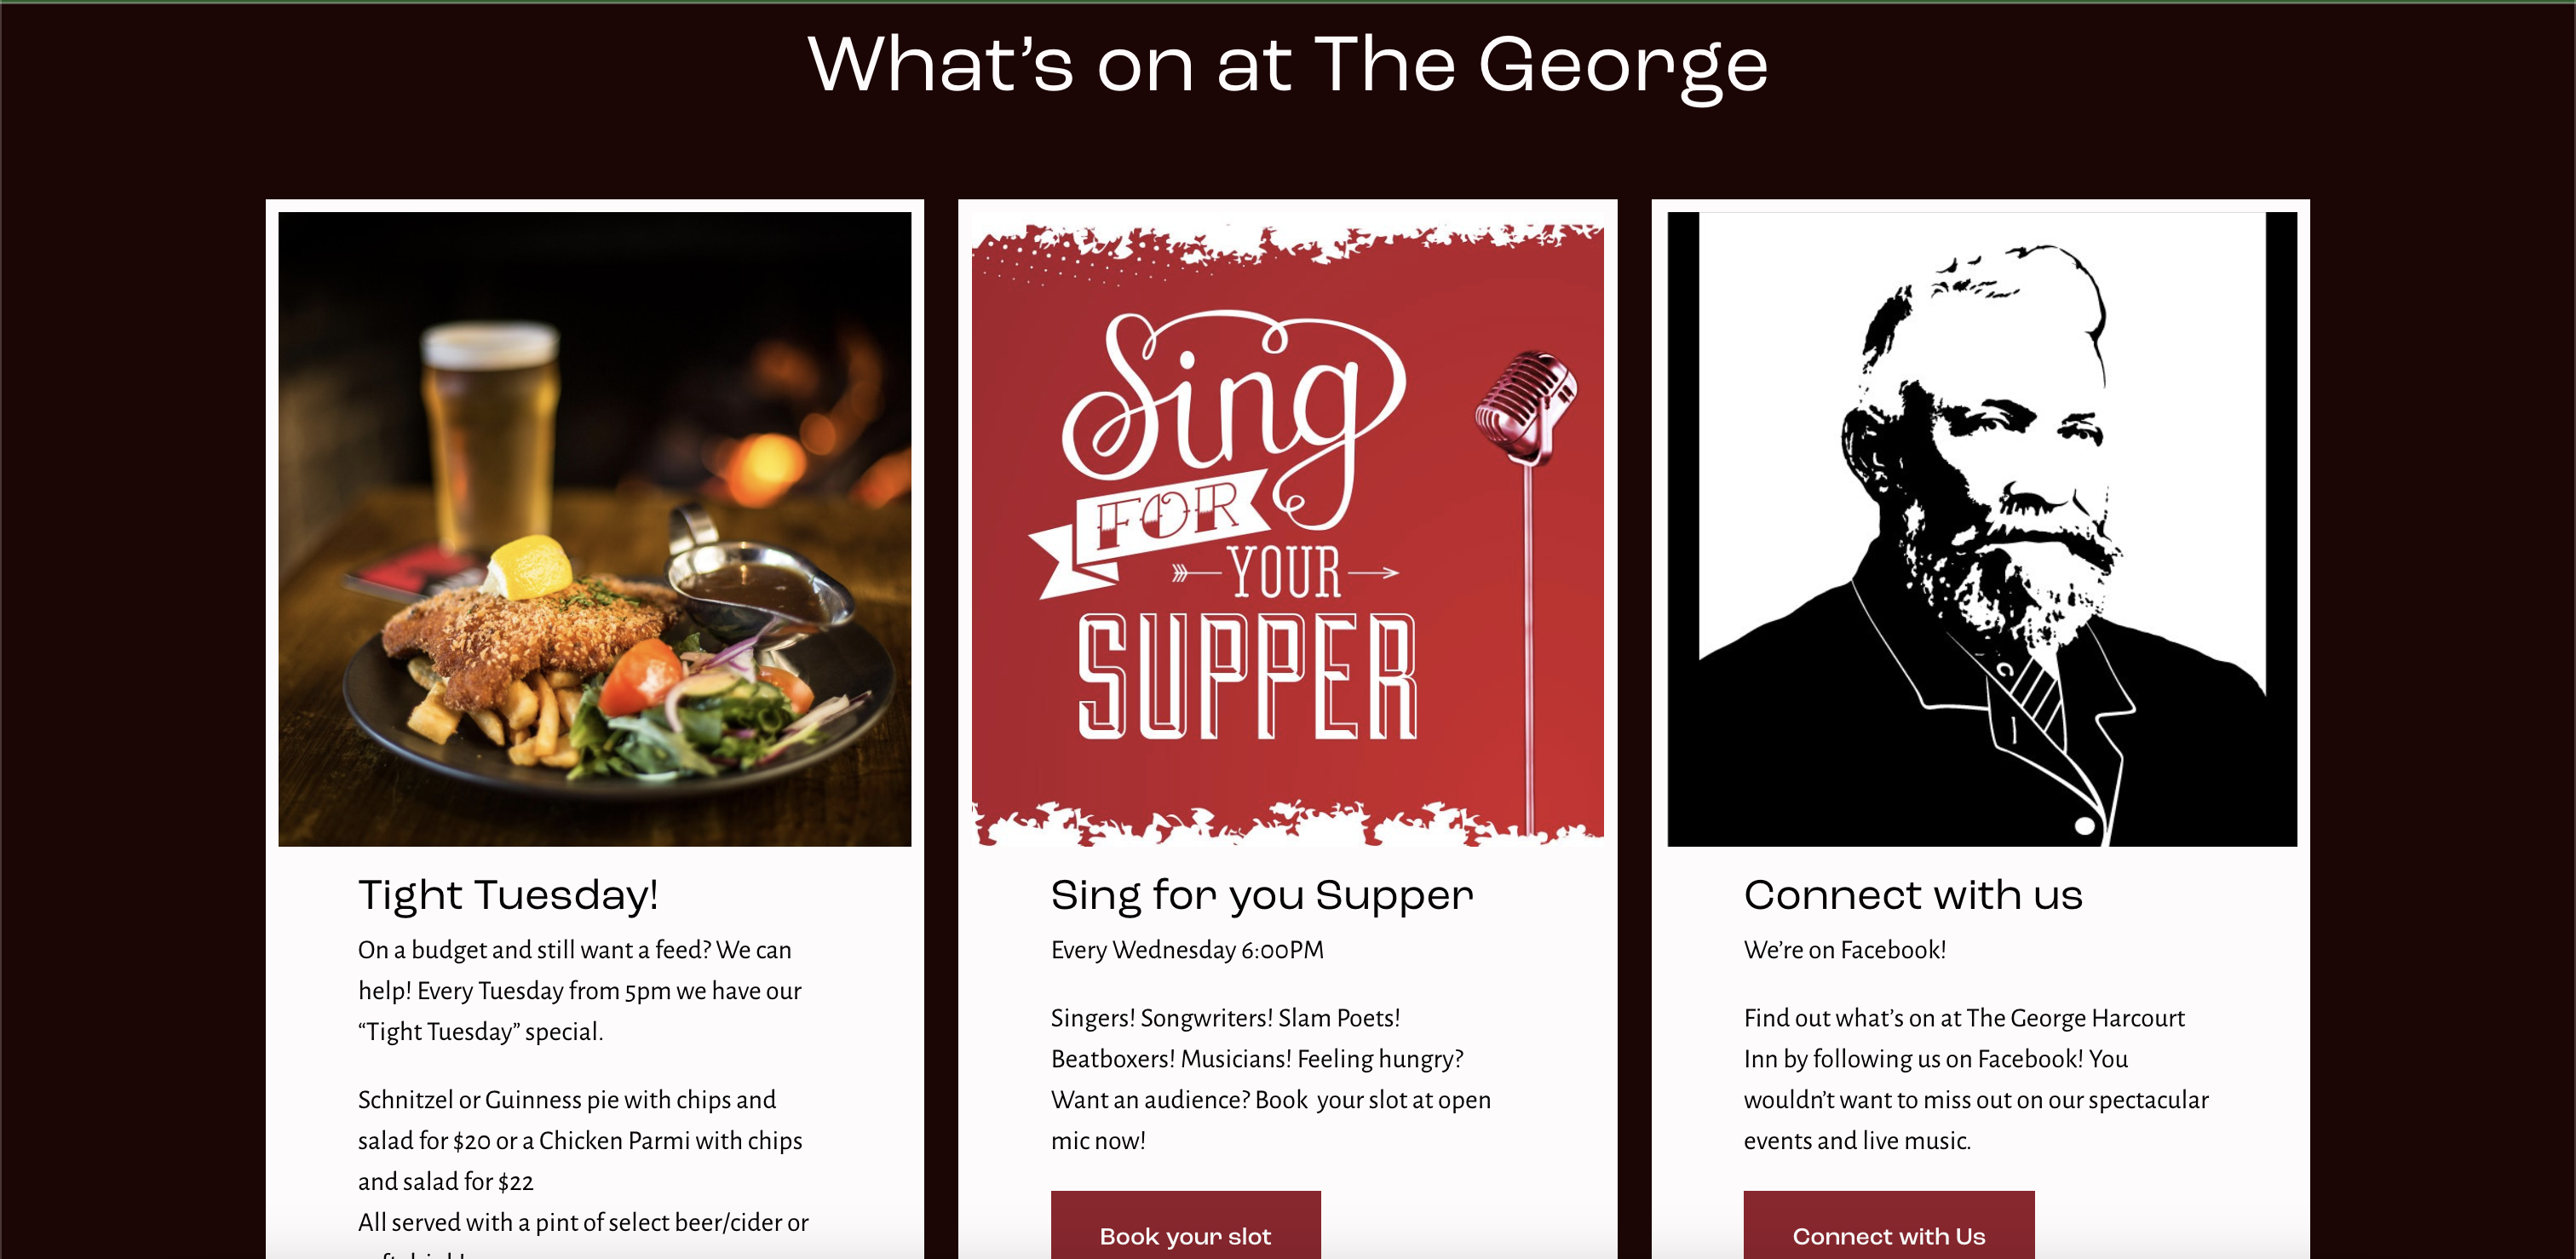 What’s on at The George
Sing
FOR
YOUR
SUPPER
Tight Tuesday!
On a budget and still want a feed? We can
help! Every Tuesday from 5pm we have our
“Tight Tuesday” special.
Schnitzel or Guinness pie with chips and
salad for $20 or a Chicken Parmi with chips
and salad for $22
All served with a pint of select beer/cider or
Sing for you Supper
Every Wednesday 6:00PM
Singers! Songwriters! Slam Poets!
Beatboxers! Musicians! Feeling hungry?
Want an audience? Book  your slot at open
mic now!
Book your slot
Connect with us
We’re on Facebook!
Find out what’s on at The George Harcourt
Inn by following us on Facebook! You
wouldn’t want to miss out on our spectacular
events and live music.
Connect with Us